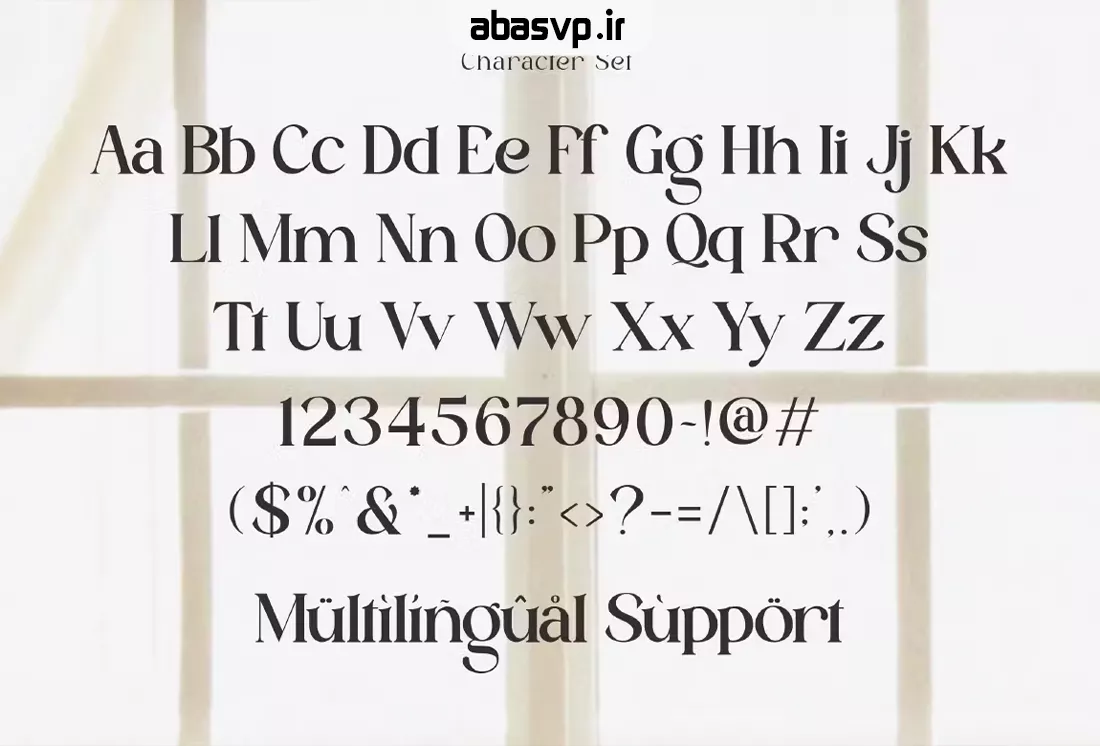 abasvp.ir
Character Set
Aa Bb Cc Dd Ee Ff Gg Hh Ii Jj Kk
Ll Mm Nn Oo Pp Qq Rr Ss
Tt Uu Vv Ww Xx Yy Zz
1234567890~!@#
($%^&*_+|{}:"<>?-=/\[];',.)
Mültìlíñgûål Sùppört